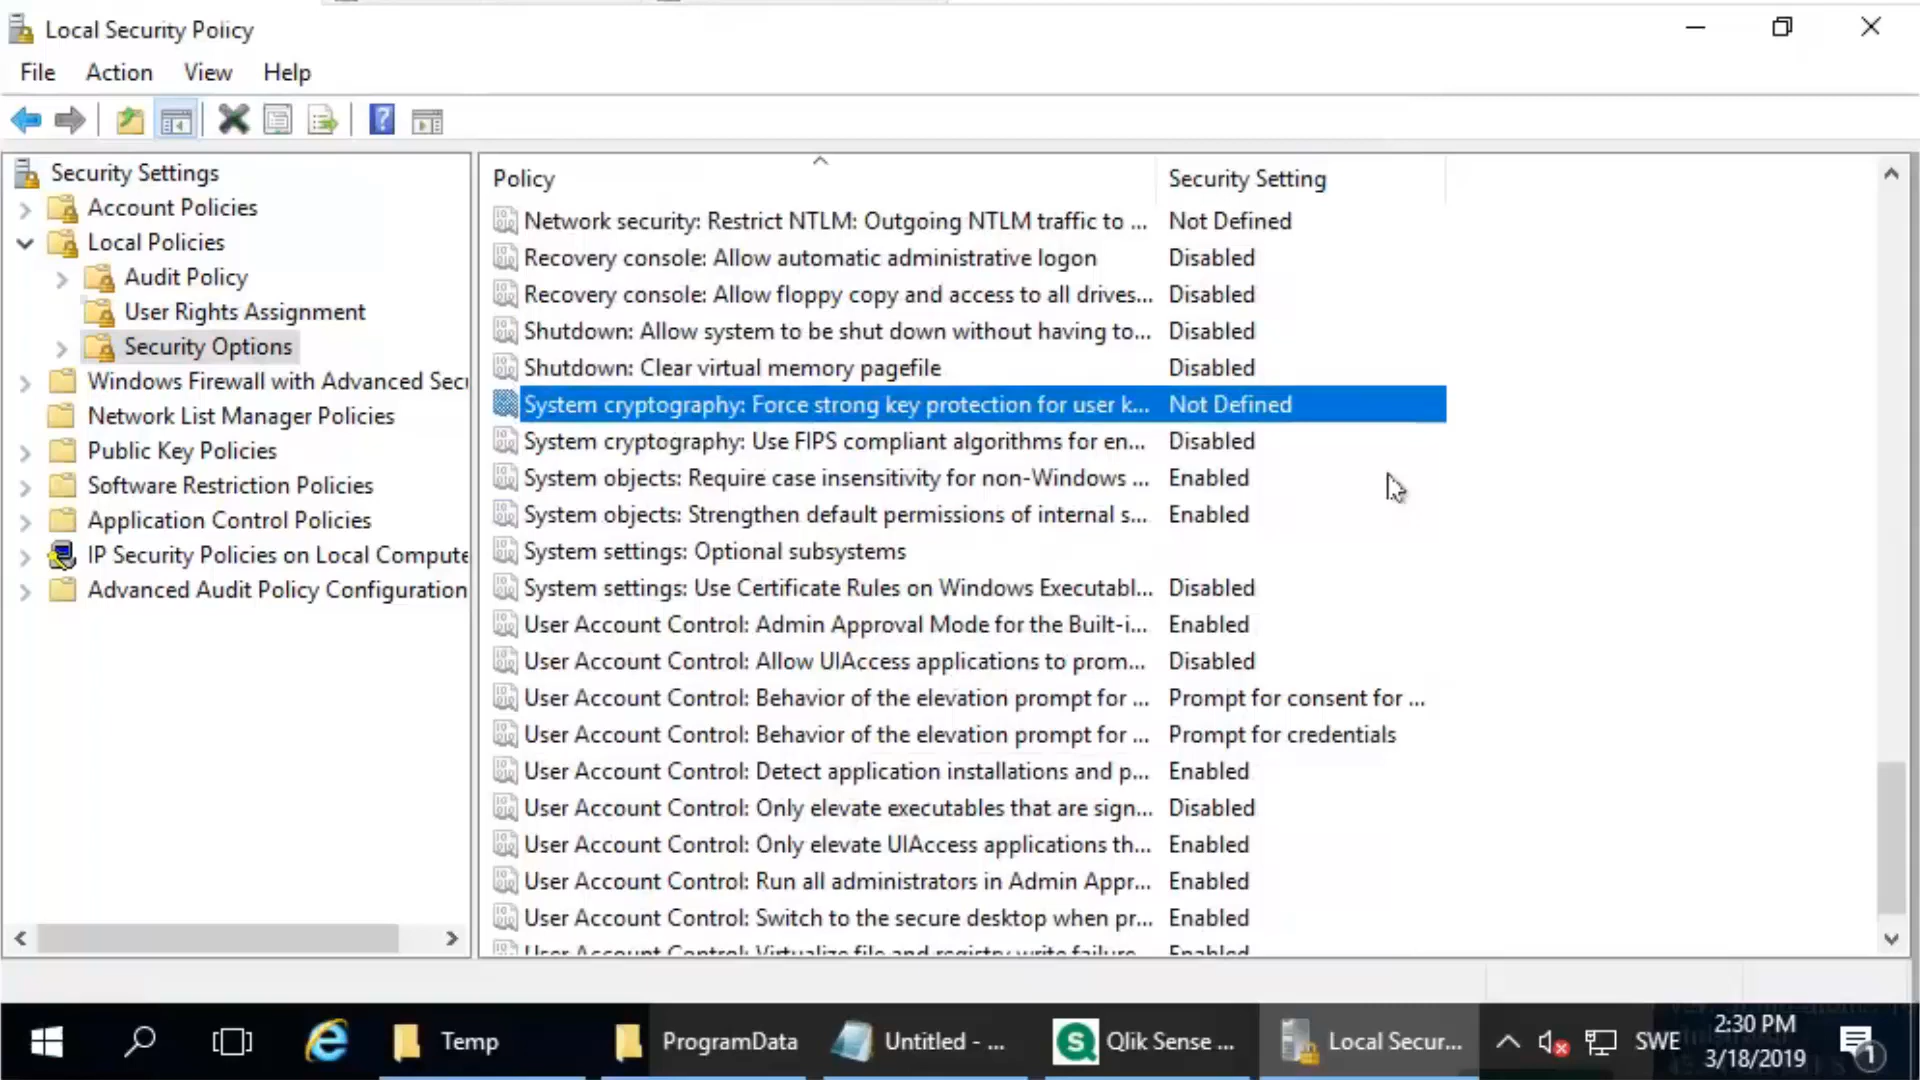 Local Security Policy
File Action View Help
Security Settings
Account Policies
Local Policies
Audit Policy
User Rights Assignment
Security Options
Windows Firewall with Advanced Secu
Network List Manager Policies
Public Key Policies
Software Restriction Policies
Application Control Policies
IP Security Policies on Local Compute
Advanced Audit Policy Configuration
Policy Security Setting
Network security: Restrict NTLM: Outgoing NTLM traffic to ... Not Defined
Recovery console: Allow automatic administrative logon Disabled
Recovery console: Allow floppy copy and access to all drives... Disabled
Shutdown: Allow system to be shut down without having to... Disabled
Shutdown: Clear virtual memory pagefile Disabled
System cryptography: Force strong key protection for user k... Not Defined
System cryptography: Use FIPS compliant algorithms for en... Disabled
System objects: Require case insensitivity for non-Windows ... Enabled
System objects: Strengthen default permissions of internal s... Enabled
System settings: Optional subsystems
System settings: Use Certificate Rules on Windows Executabl... Disabled
User Account Control: Admin Approval Mode for the Built-i... Enabled
User Account Control: Allow UIAccess applications to prom... Disabled
User Account Control: Behavior of the elevation prompt for ... Prompt for consent for ...
User Account Control: Behavior of the elevation prompt for ... Prompt for credentials
User Account Control: Detect application installations and p... Enabled
User Account Control: Only elevate executables that are sign... Disabled
User Account Control: Only elevate UIAccess applications th... Enabled
User Account Control: Run all administrators in Admin Appr... Enabled
User Account Control: Switch to the secure desktop when pr... Enabled
User Account Control: Virtualize file and registry write failure... Enabled
Temp ProgramData Untitled - ... Qlik Sense ... Local Secur... SWE 2:30 PM
3/18/2019 1